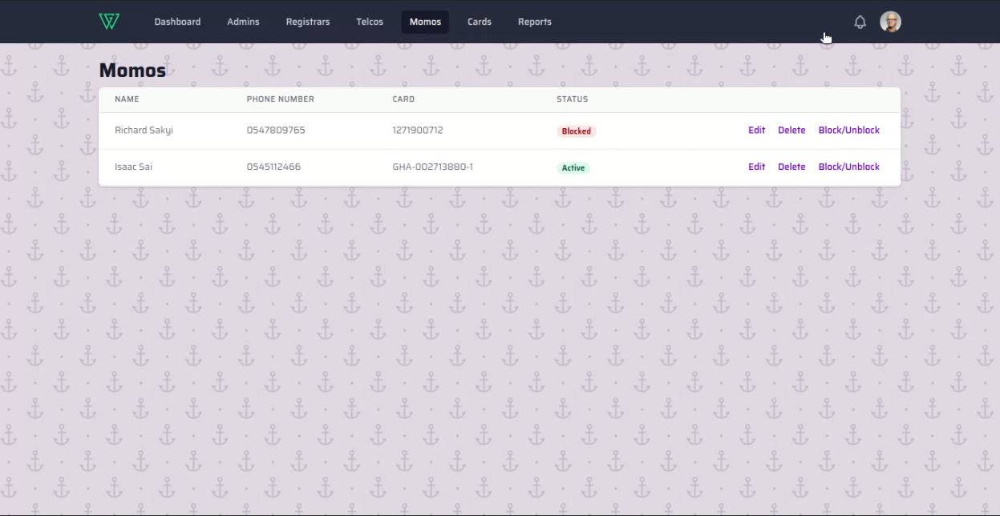 Dashboard Admins Registrars Telcos Momos Cards Reports
Momos
NAME PHONE NUMBER CARD STATUS
Richard Sakyi 0547809765 1271900712 Blocked Edit Delete Block/Unblock
Isaac Sai 0545112466 GHA-002713880-1 Active Edit Delete Block/Unblock